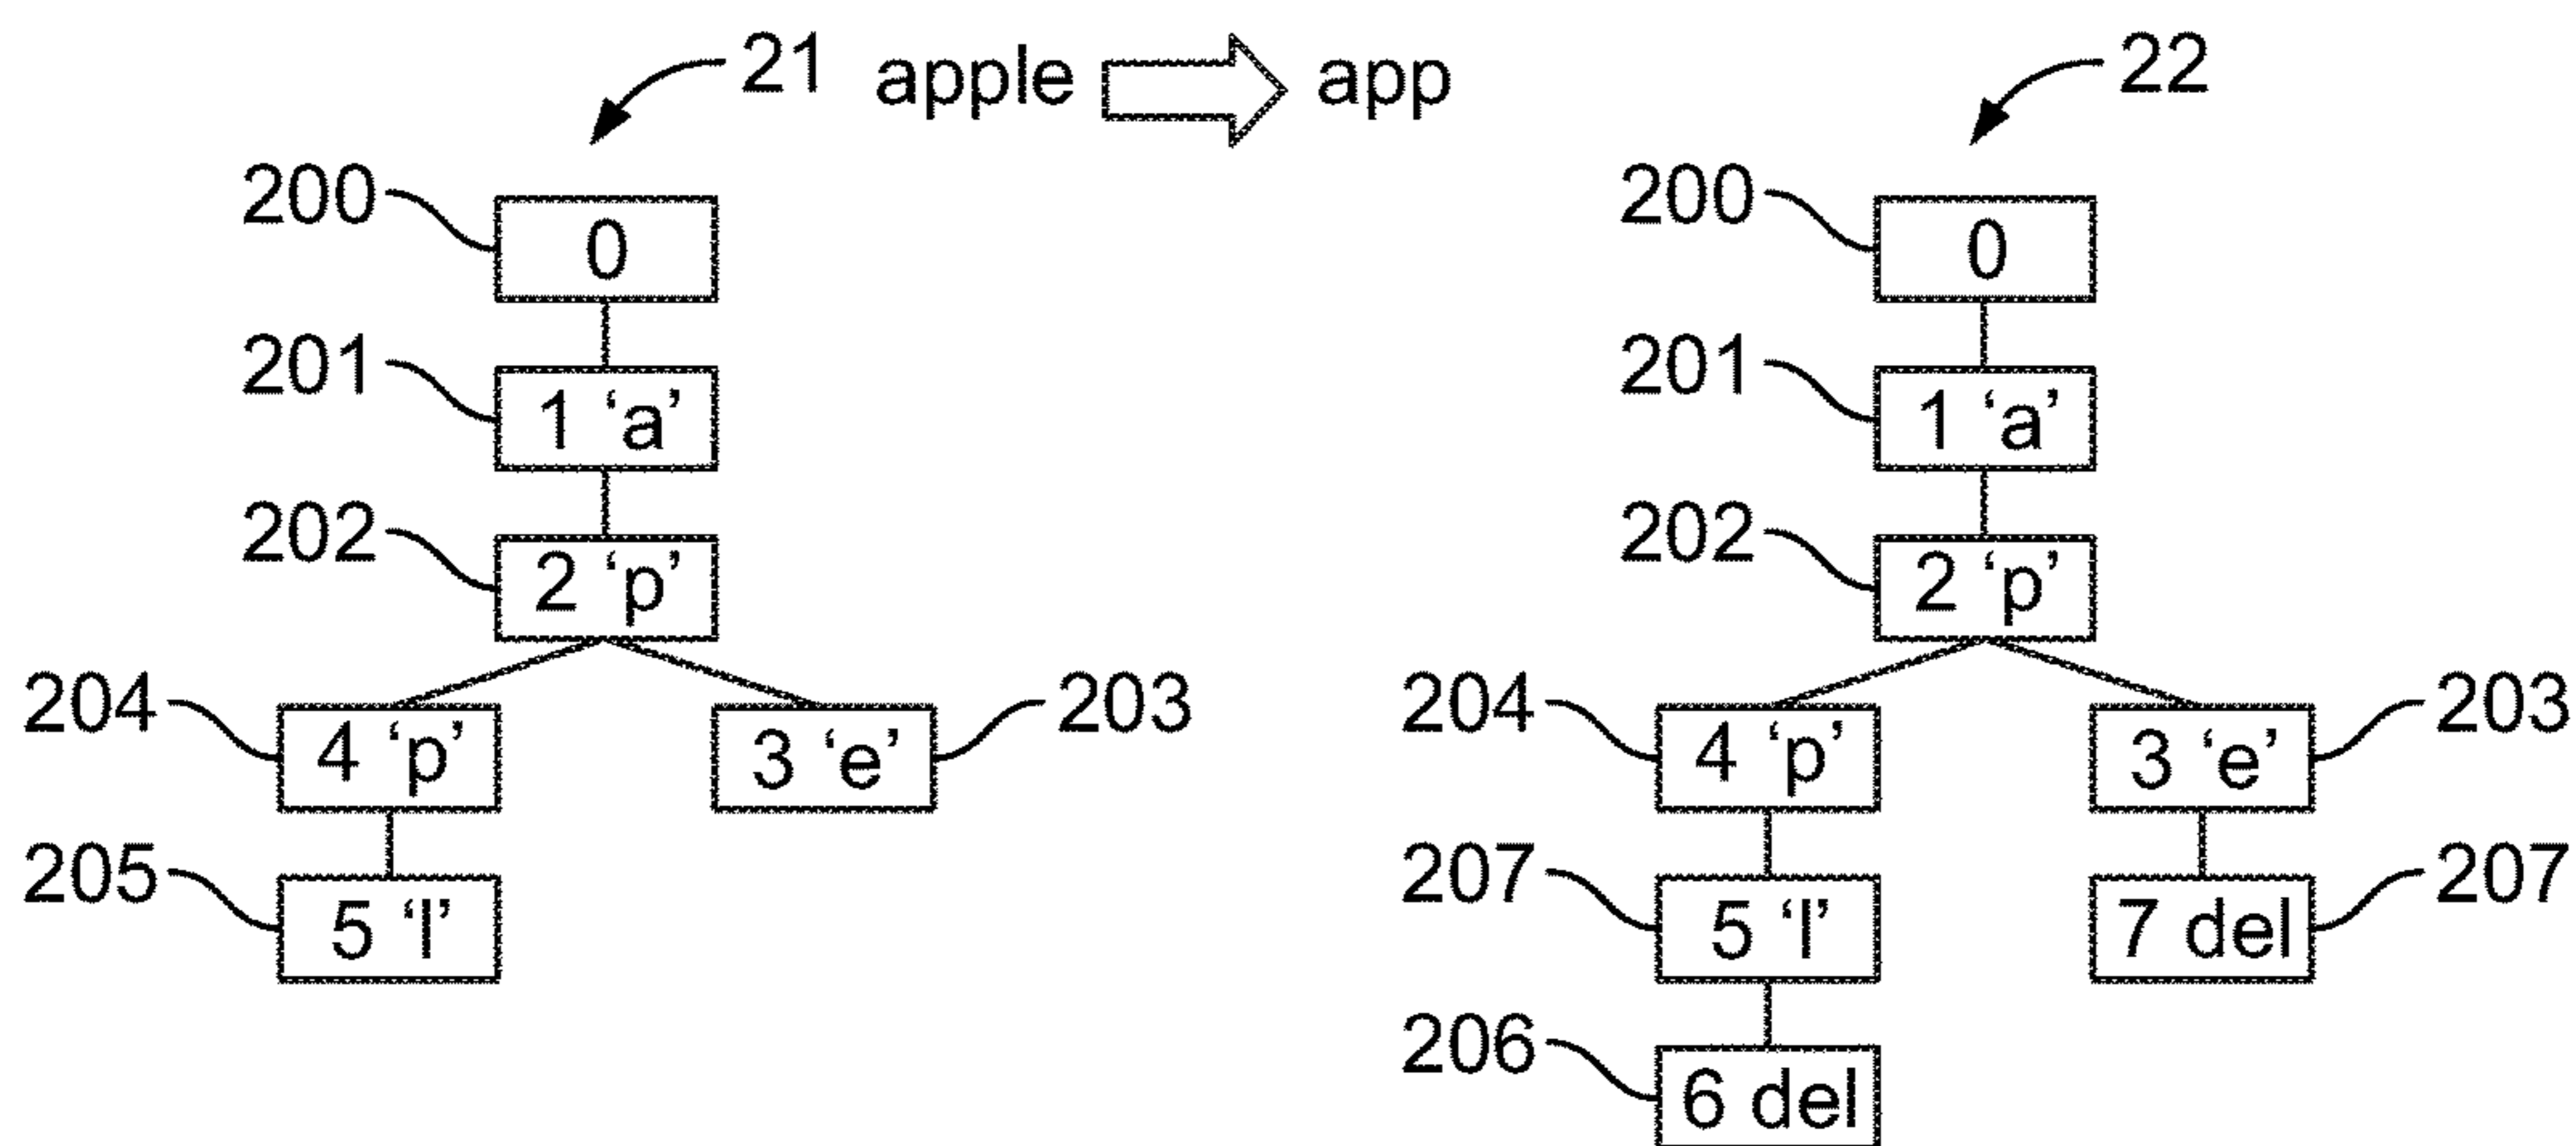 21 apple app 22
200 0 200 0
201 1 ‘a’ 201 1 ‘a’
202 2 ‘p’ 202 2 ‘p’
204 4 ‘p’ 3 ‘e’ 203 204 4 ‘p’ 3 ‘e’ 203
205 5 ‘l’ 207 5 ‘l’ 7 del 207
206 6 del